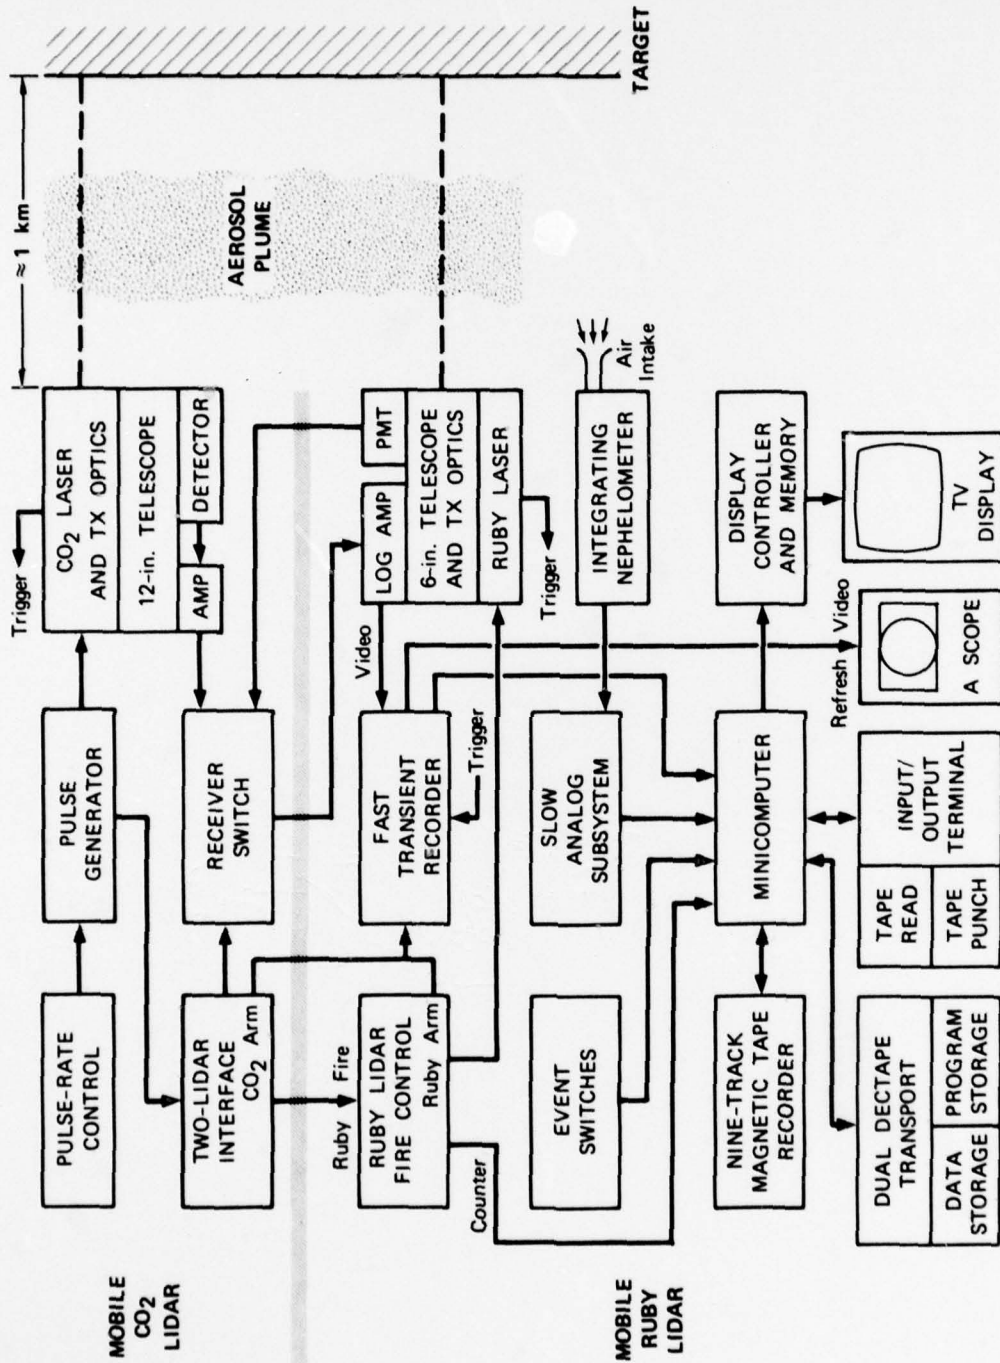 ≈ 1 km
TARGET
AEROSOL
PLUME
Trigger
CO₂ LASER
AND TX OPTICS
12-in. TELESCOPE
AMP
DETECTOR
PULSE
GENERATOR
PULSE-RATE
CONTROL
MOBILE
CO₂
LIDAR
TWO-LIDAR
INTERFACE
CO₂ Arm
RECEIVER
SWITCH
Ruby Fire
RUBY LIDAR
FIRE CONTROL
Ruby Arm
Counter
FAST
TRANSIENT
RECORDER
Trigger
Video
LOG AMP
PMT
6-in. TELESCOPE
AND TX OPTICS
RUBY LASER
Trigger
MOBILE
RUBY
LIDAR
EVENT
SWITCHES
SLOW
ANALOG
SUBSYSTEM
INTEGRATING
NEPHELOMETER
Air
Intake
NINE-TRACK
MAGNETIC TAPE
RECORDER
MINICOMPUTER
DISPLAY
CONTROLLER
AND MEMORY
DUAL DECTAPE
TRANSPORT
DATA
STORAGE
PROGRAM
STORAGE
TAPE
READ
TAPE
PUNCH
INPUT/
OUTPUT
TERMINAL
Refresh Video
A SCOPE
TV
DISPLAY